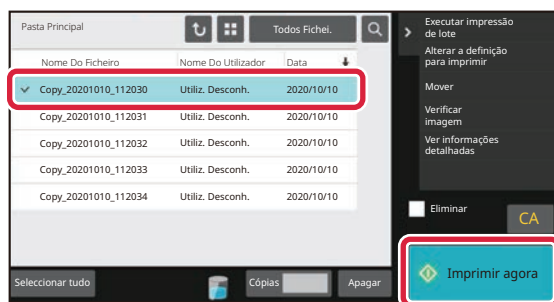 Pasta Principal
Todos Fichei.
Nome Do Ficheiro Nome Do Utilizador Data
Copy_20201010_112030 Utiliz. Desconh. 2020/10/10
Copy_20201010_112031 Utiliz. Desconh. 2020/10/10
Copy_20201010_112032 Utiliz. Desconh. 2020/10/10
Copy_20201010_112033 Utiliz. Desconh. 2020/10/10
Copy_20201010_112034 Utiliz. Desconh. 2020/10/10
Seleccionar tudo
Cópias
Apagar
Executar impressão
de lote
Alterar a definição
para imprimir
Mover
Verificar
imagem
Ver informações
detalhadas
Eliminar
CA
Imprimir agora